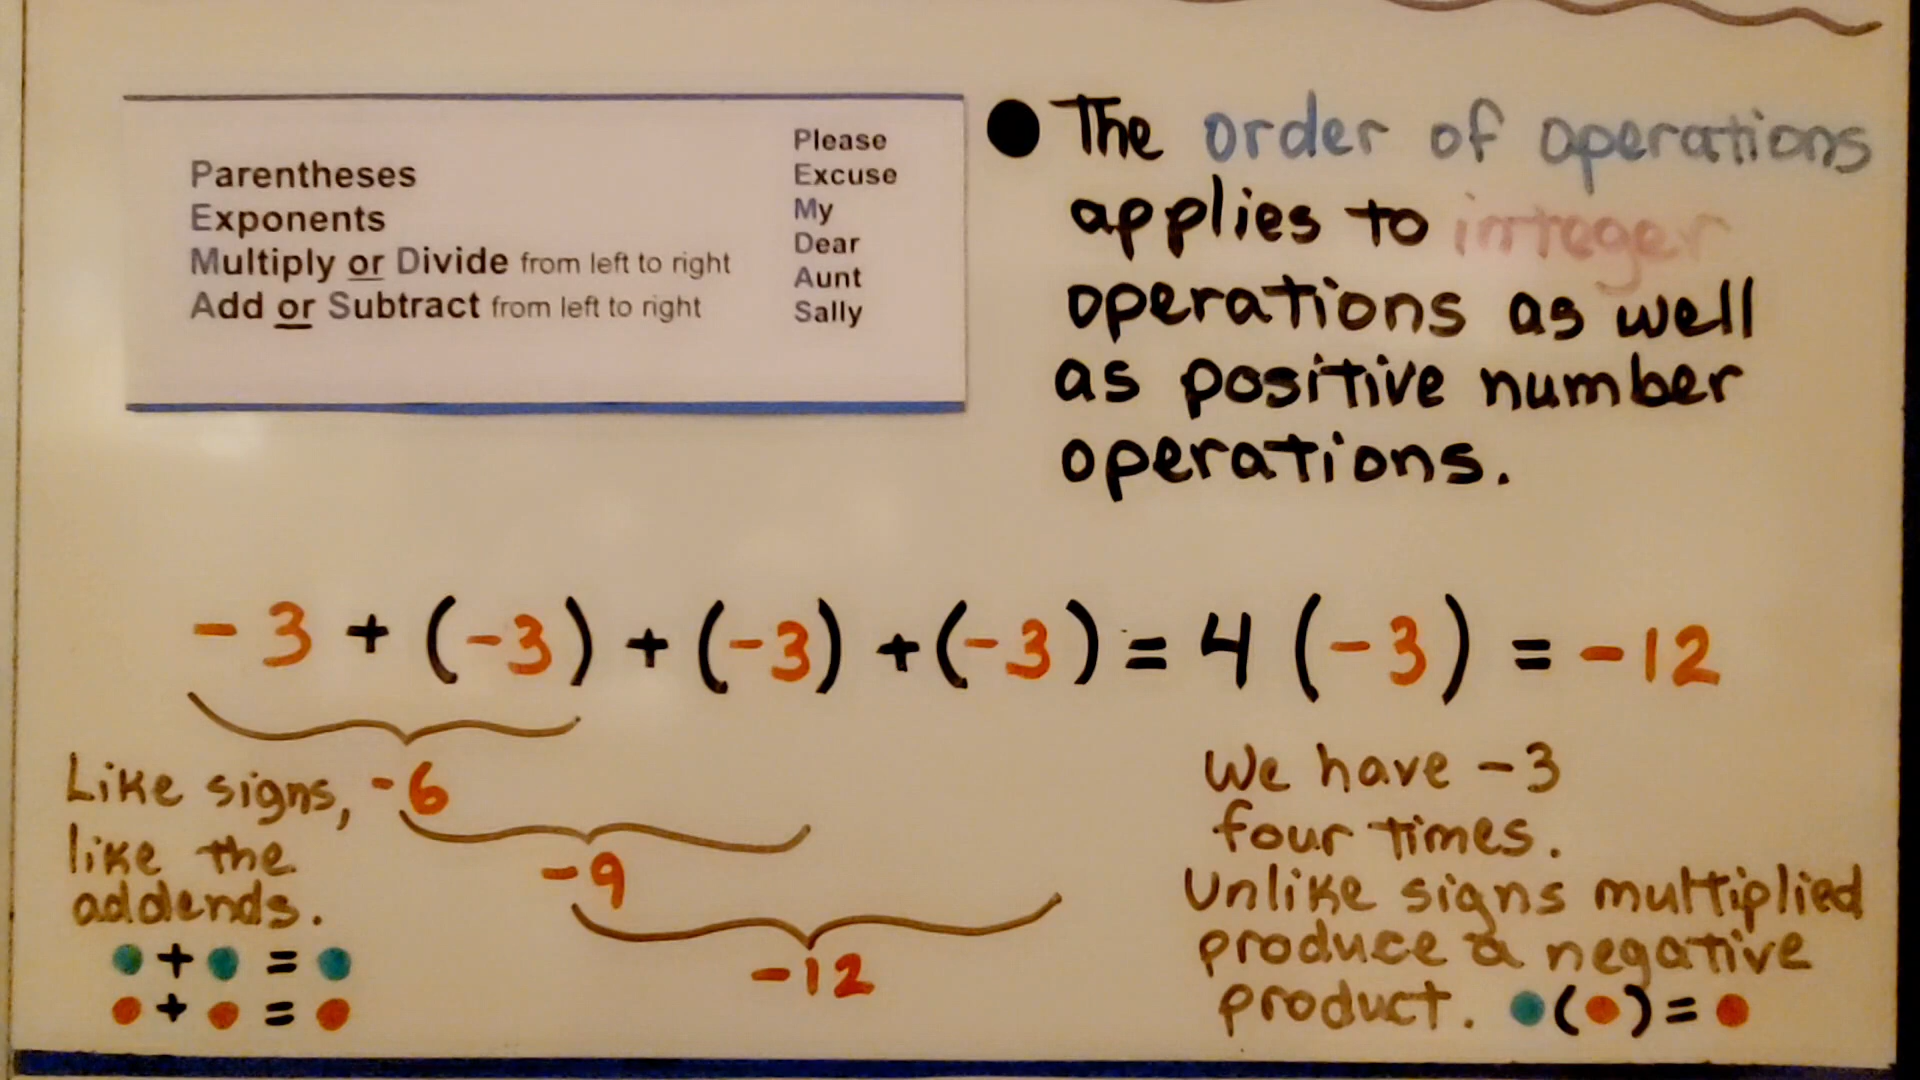 Parentheses
Exponents
Multiply or Divide from left to right
Add or Subtract from left to right
Please
Excuse
My
Dear
Aunt
Sally
The order of operations
applies to integer
operations as well
as positive number
operations.
-3 + (-3) + (-3) + (-3) = 4 (-3) = -12
Like signs,
like the
addends.
-6
-9
-12
+ =
+ =
We have -3
four times.
Unlike signs multiplied
produce a negative
product. ( ) =